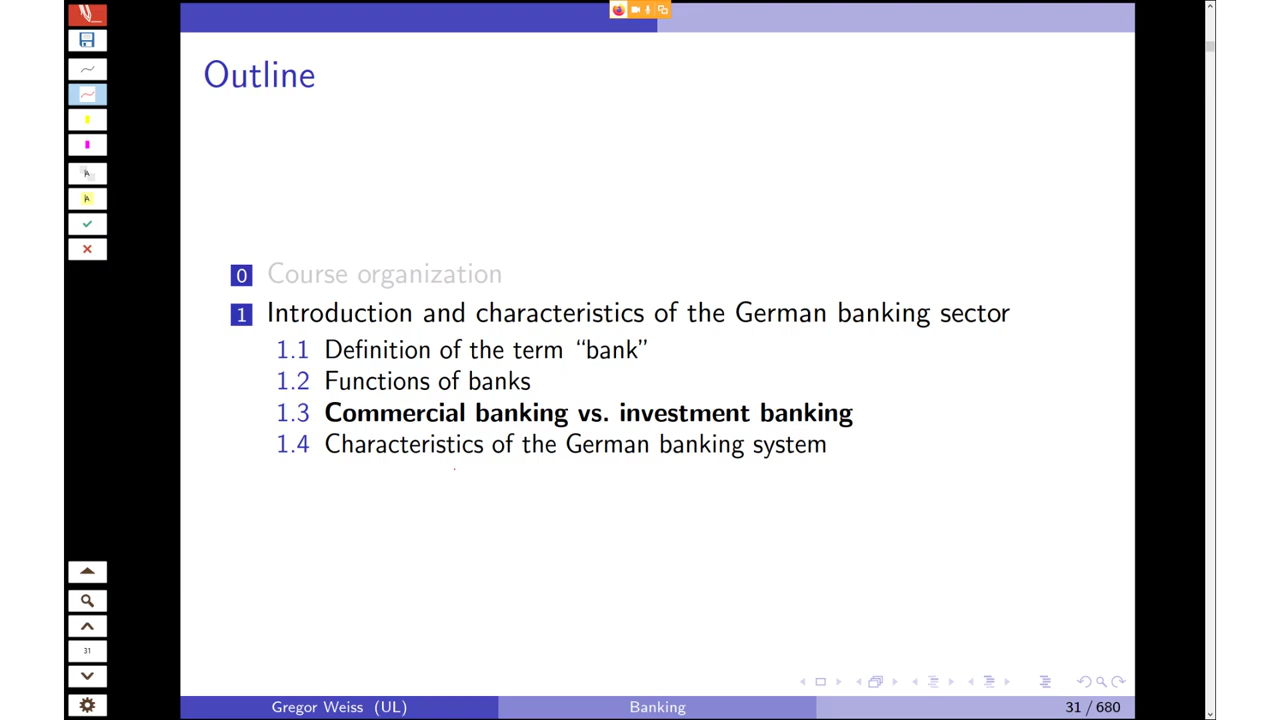 Outline
0 Course organization
1 Introduction and characteristics of the German banking sector
1.1 Definition of the term “bank”
1.2 Functions of banks
1.3 Commercial banking vs. investment banking
1.4 Characteristics of the German banking system
31
Gregor Weiss (UL) Banking 31 / 680